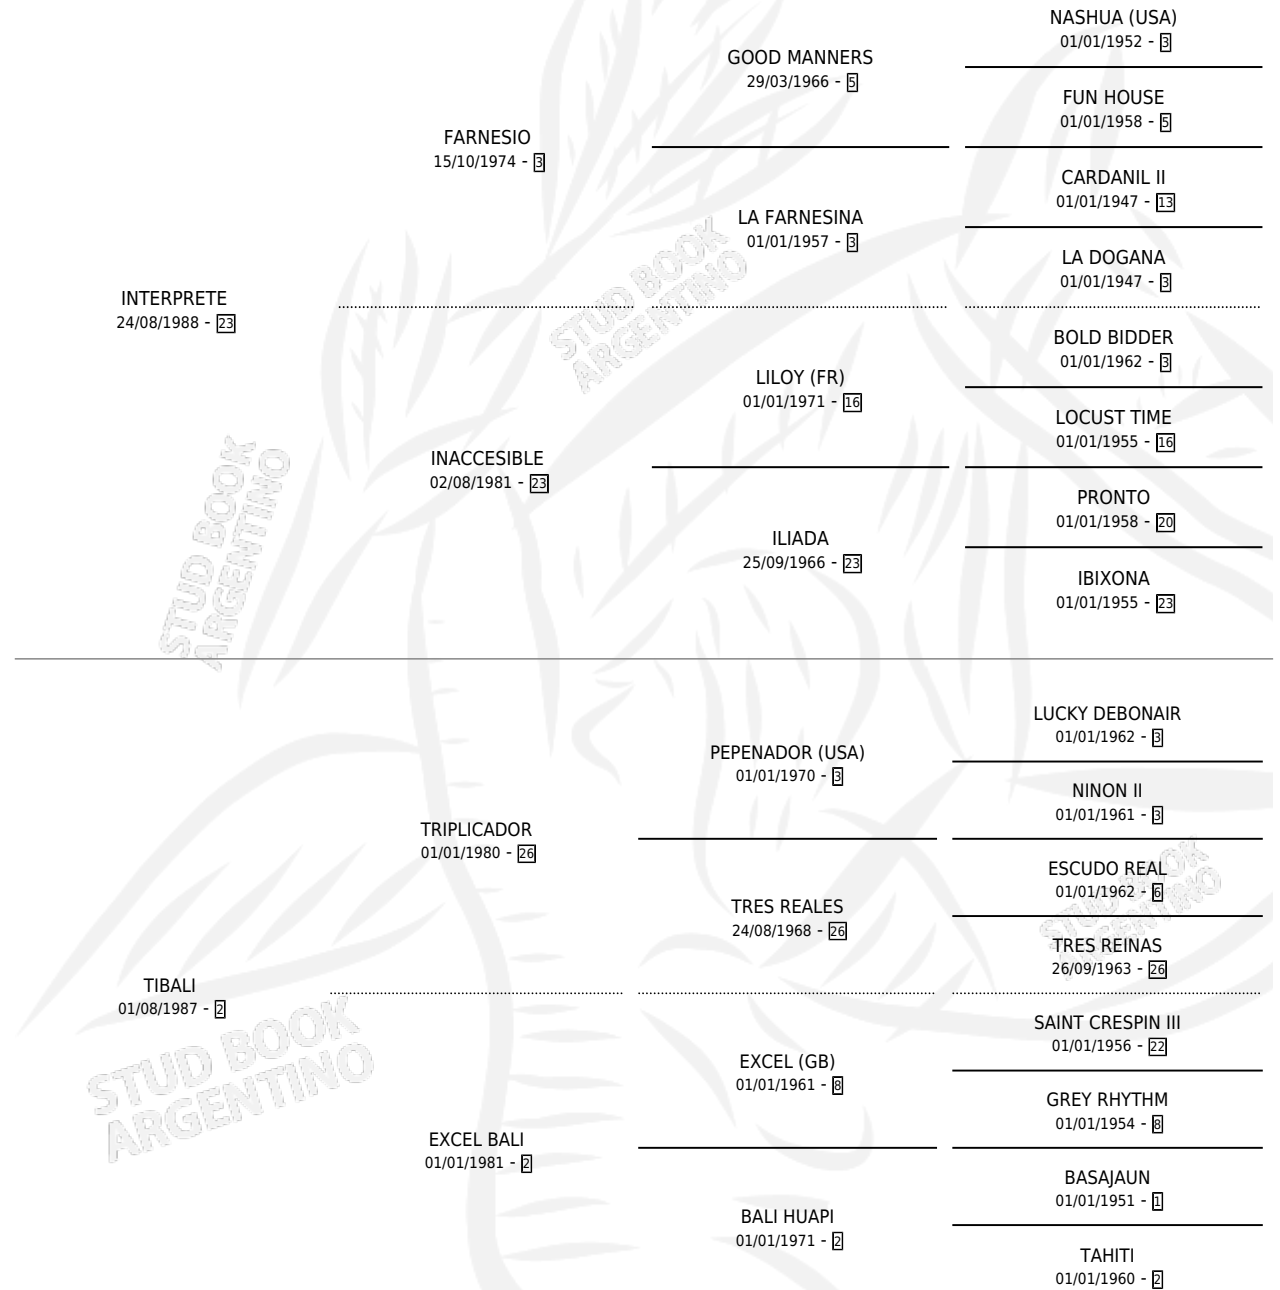 NASHUA (USA)
01/01/1952 - 3
GOOD MANNERS
29/03/1966 - 5
FUN HOUSE
01/01/1958 - 5
FARNESIO
15/10/1974 - 3
CARDANIL II
01/01/1947 - 13
LA FARNESINA
01/01/1957 - 3
LA DOGANA
01/01/1947 - 3
INTERPRETE
24/08/1988 - 23
STUD BOOK
ARGENTINO
BOLD BIDDER
01/01/1962 - 3
LILOY (FR)
01/01/1971 - 16
LOCUST TIME
01/01/1955 - 16
INACCESIBLE
02/08/1981 - 23
PRONTO
01/01/1958 - 20
ILIADA
25/09/1966 - 23
IBIXONA
01/01/1955 - 23
STUD BOOK
ARGENTINO
LUCKY DEBONAIR
01/01/1962 - 3
PEPENADOR (USA)
01/01/1970 - 3
NINON II
01/01/1961 - 3
TRIPLICADOR
01/01/1980 - 26
ESCUDO REAL
01/01/1962 - 6
TRES REALES
24/08/1968 - 26
TRES REINAS
26/09/1963 - 26
STUD BOOK
ARGENTINO
TIBALI
01/08/1987 - 2
SAINT CRESPIN III
01/01/1956 - 22
EXCEL (GB)
01/01/1961 - 8
GREY RHYTHM
01/01/1954 - 8
STUD BOOK
ARGENTINO
EXCEL BALI
01/01/1981 - 2
BASAJAUN
01/01/1951 - 1
BALI HUAPI
01/01/1971 - 2
TAHITI
01/01/1960 - 2